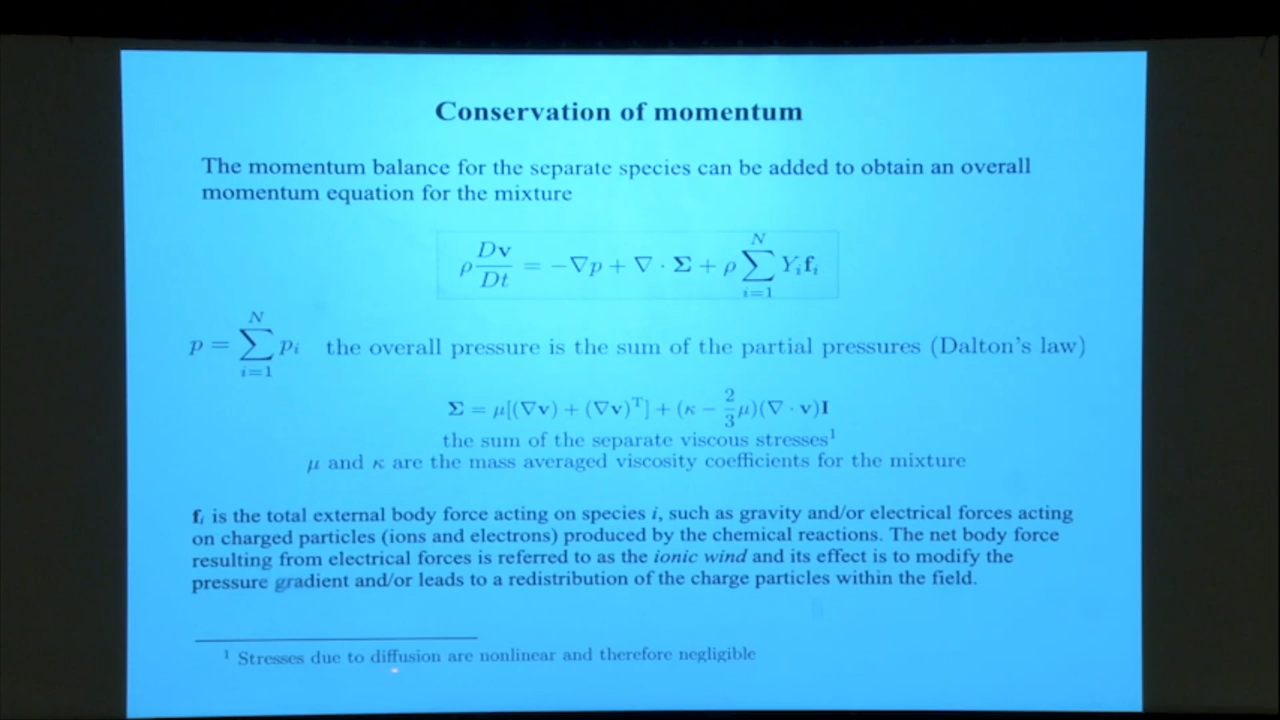 Conservation of momentum
The momentum balance for the separate species can be added to obtain an overall
momentum equation for the mixture
ρ Dv/Dt = −∇p + ∇ · Σ + ρ ∑_{i=1}^{N} Y_i f_i
p = ∑_{i=1}^{N} p_i the overall pressure is the sum of the partial pressures (Dalton's law)
Σ = μ[(∇v) + (∇v)^T] + (κ − 2/3 μ)(∇ · v)I
the sum of the separate viscous stresses¹
μ and κ are the mass averaged viscosity coefficients for the mixture
f_i is the total external body force acting on species i, such as gravity and/or electrical forces acting
on charged particles (ions and electrons) produced by the chemical reactions. The net body force
resulting from electrical forces is referred to as the ionic wind and its effect is to modify the
pressure gradient and/or leads to a redistribution of the charge particles within the field.
¹ Stresses due to diffusion are nonlinear and therefore negligible